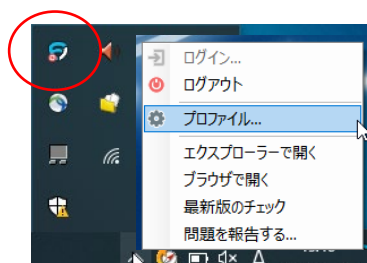 ログイン...
ログアウト
プロファイル...
エクスプローラーで開く
ブラウザで開く
最新版のチェック
問題を報告する...
A